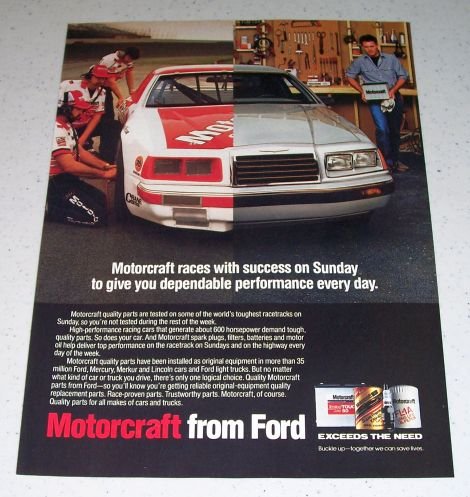 Moto
Motorcraft
Motorcraft races with success on Sunday
to give you dependable performance every day.
Motorcraft quality parts are tested on some of the world's toughest racetracks on
Sunday, so you're not tested during the rest of the week.
High-performance racing cars that generate about 600 horsepower demand tough,
quality parts. So does your car. And Motorcraft spark plugs, filters, batteries and motor
oil help deliver top performance on the racetrack on Sundays and on the highway every
day of the week.
Motorcraft quality parts have been installed as original equipment in more than 35
million Ford, Mercury, Merkur and Lincoln cars and Ford light trucks. But no matter
what kind of car or truck you drive, there's only one logical choice. Quality Motorcraft
parts from Ford—so you'll know you're getting reliable original-equipment quality
replacement parts. Race-proven parts. Trustworthy parts. Motorcraft, of course.
Quality parts for all makes of cars and trucks.
Motorcraft from Ford
Motorcraft
Motorcraft
EXCEEDS THE NEED
Buckle up—together we can save lives.